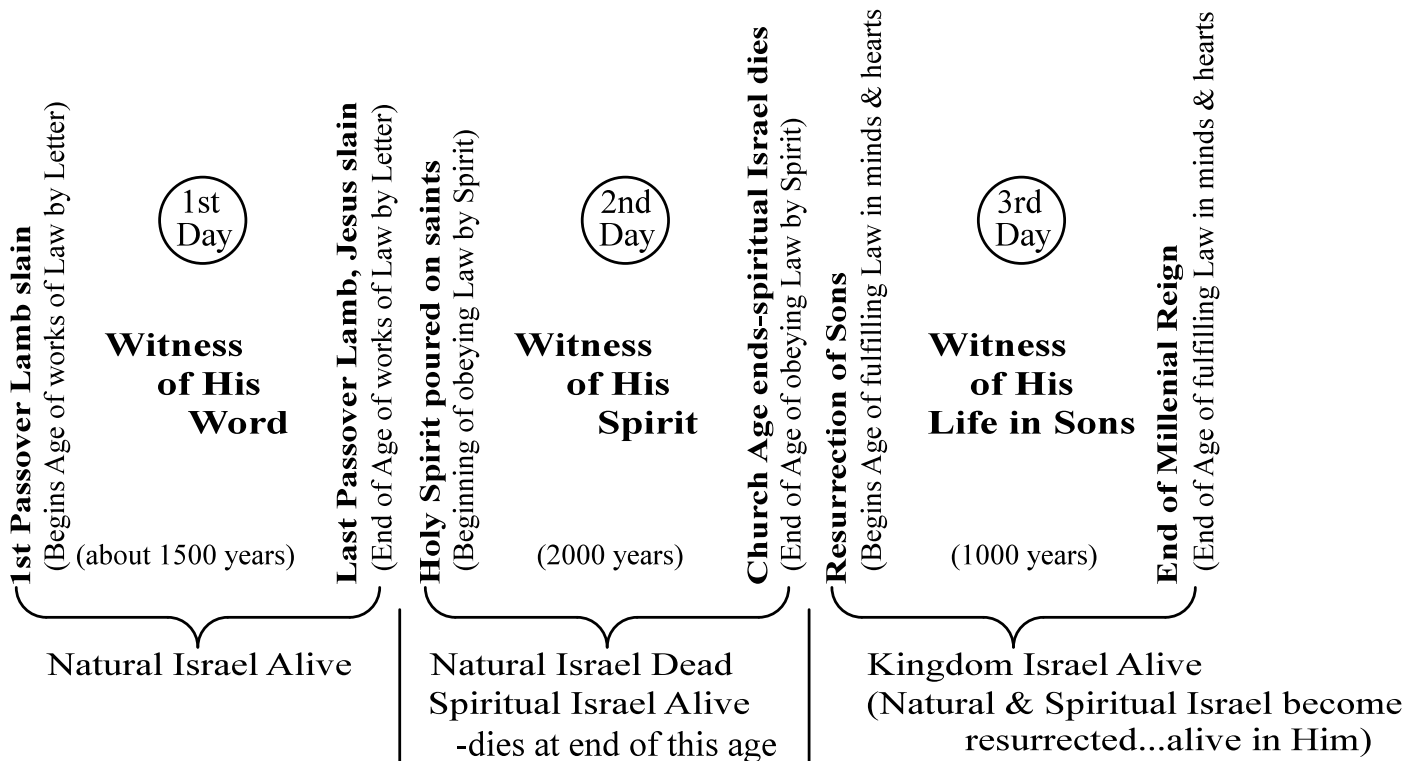 1st Passover Lamb slain
(Begins Age of works of Law by Letter)
1st
Day
Witness
of His
Word
(about 1500 years)
Last Passover Lamb, Jesus slain
(End of Age of works of Law by Letter)
Natural Israel Alive
Holy Spirit poured on saints
(Beginning of obeying Law by Spirit)
2nd
Day
Witness
of His
Spirit
(2000 years)
Church Age ends-spiritual Israel dies
(End of Age of obeying Law by Spirit)
Natural Israel Dead
Spiritual Israel Alive
-dies at end of this age
Resurrection of Sons
(Begins Age of fulfilling Law in minds & hearts
3rd
Day
Witness
of His
Life in Sons
(1000 years)
End of Millenial Reign
(End of Age of fulfilling Law in minds & hearts
Kingdom Israel Alive
(Natural & Spiritual Israel become
resurrected...alive in Him)